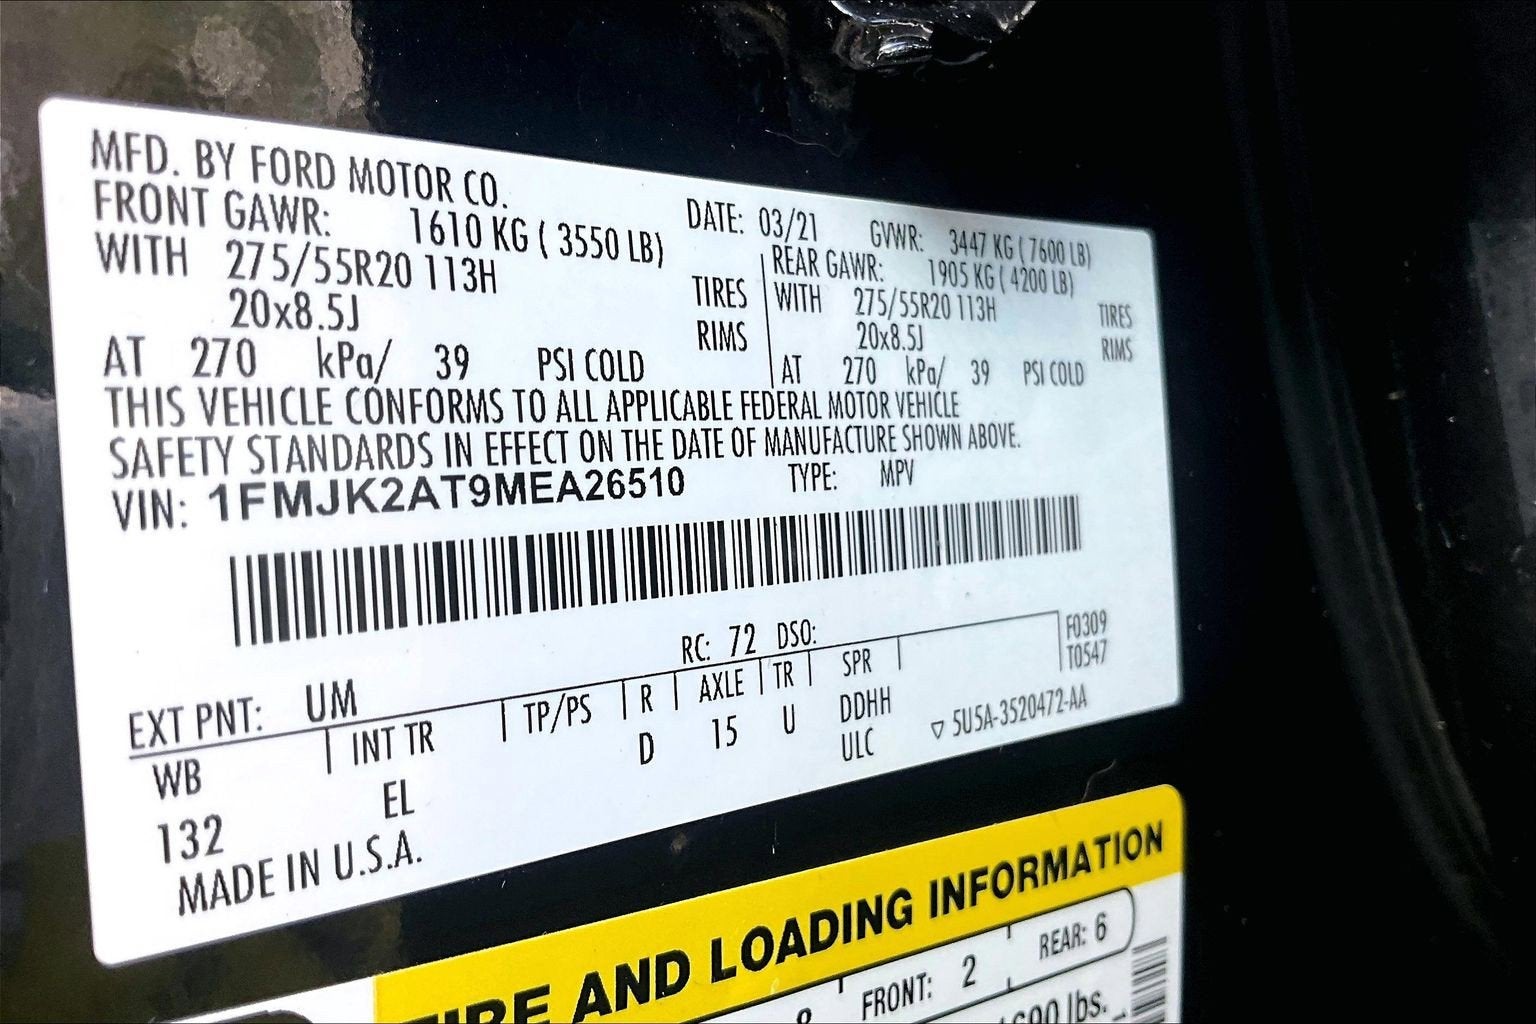 MFD. BY FORD MOTOR CO.
DATE: 03/21 GVWR: 3447 KG ( 7600 LB)
FRONT GAWR: 1610 KG ( 3550 LB)
WITH 275/55R20 113H TIRES
20x8.5J RIMS
AT 270 kPa/ 39 PSI COLD
REAR GAWR: 1905 KG ( 4200 LB)
WITH 275/55R20 113H TIRES
20x8.5J RIMS
AT 270 kPa/ 39 PSI COLD
THIS VEHICLE CONFORMS TO ALL APPLICABLE FEDERAL MOTOR VEHICLE
SAFETY STANDARDS IN EFFECT ON THE DATE OF MANUFACTURE SHOWN ABOVE.
VIN: 1FMJK2AT9MEA26510 TYPE: MPV
EXT PNT: UM RC: 72 DSO: F0309
T0547
WB INT TR TP/PS R AXLE TR SPR
132 EL D 15 U DDHH
ULC
MADE IN U.S.A. ▽ 5U5A-3520472-AA
AND LOADING INFORMATION
FRONT: 2 REAR: 6
lbs.